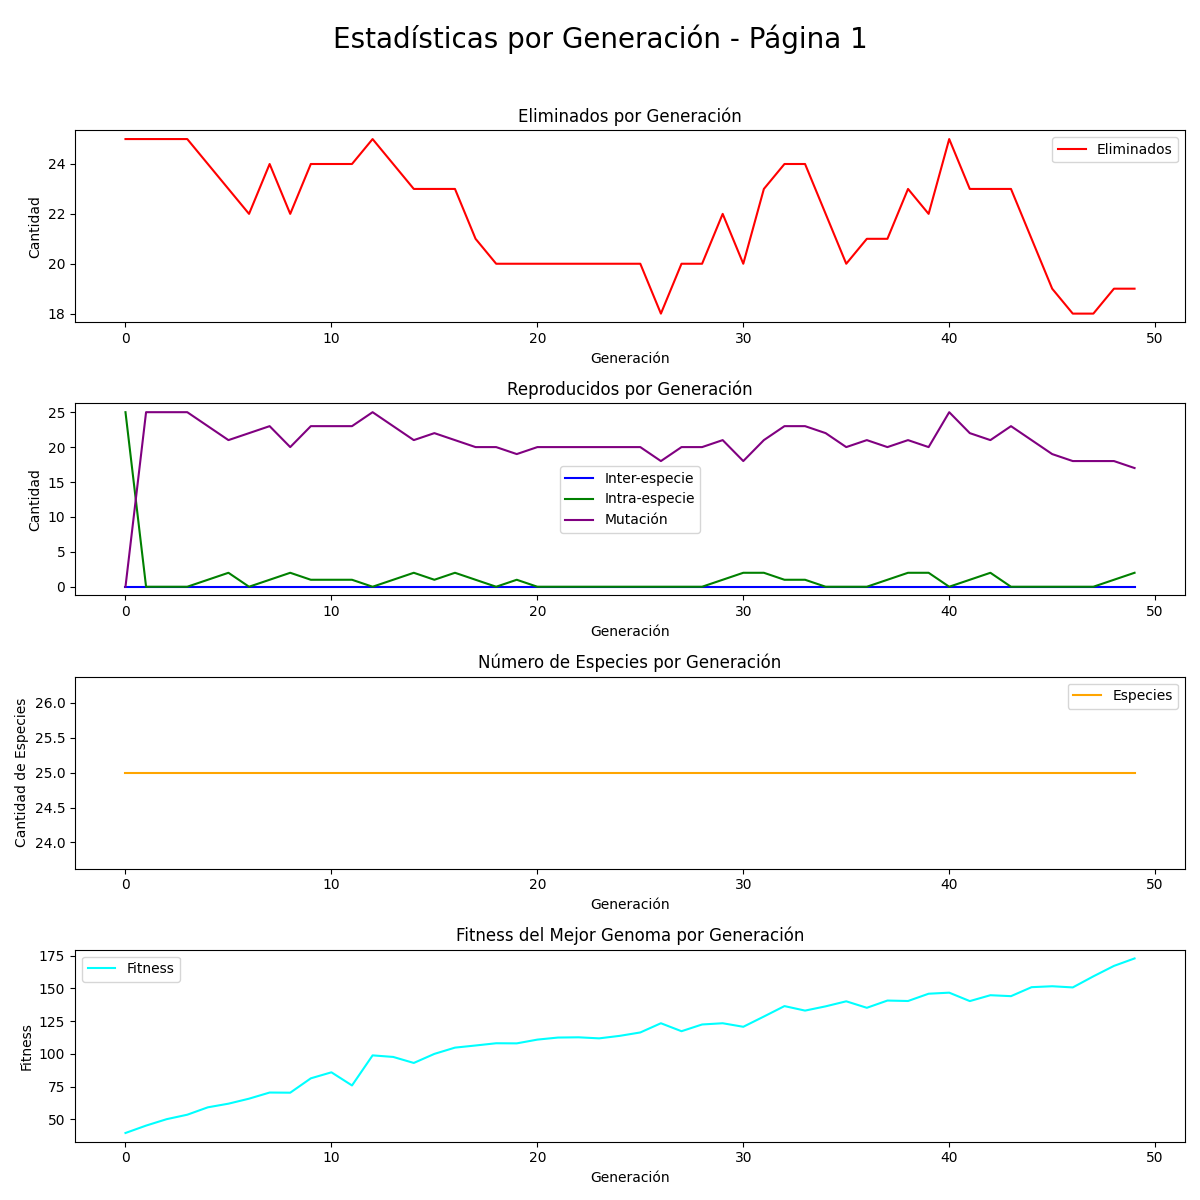 Estadísticas por Generación - Página 1
Eliminados por Generación
Eliminados
Cantidad
24
22
20
18
0 10 20 30 40 50
Generación
Reproducidos por Generación
Cantidad
25
20
15
10
5
0
Inter-especie
Intra-especie
Mutación
0 10 20 30 40 50
Generación
Número de Especies por Generación
Especies
Cantidad de Especies
26.0
25.5
25.0
24.5
24.0
0 10 20 30 40 50
Generación
Fitness del Mejor Genoma por Generación
Fitness
Fitness
175
150
125
100
75
50
0 10 20 30 40 50
Generación